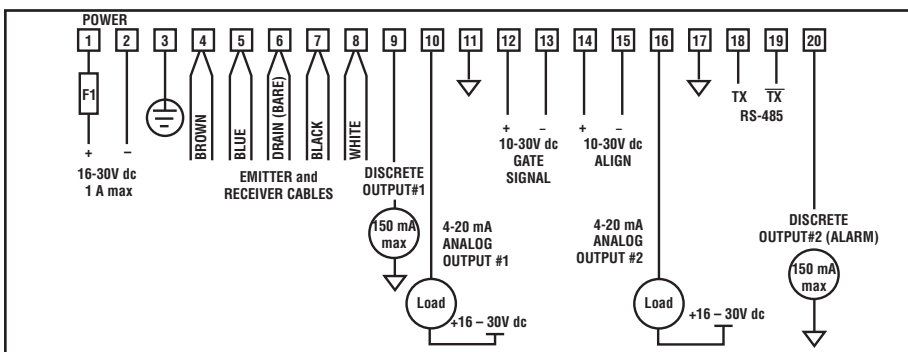 POWER
1 2 3 4 5 6 7 8 9 10 11 12 13 14 15 16 17 18 19 20
F1
+ –
16-30V dc
1 A max
BROWN
BLUE
DRAIN (BARE)
BLACK
WHITE
EMITTER and
RECEIVER CABLES
DISCRETE
OUTPUT#1
150 mA
max
4-20 mA
ANALOG
OUTPUT #1
Load
+16 – 30V dc
+ –
10-30V dc
GATE
SIGNAL
+ –
10-30V dc
ALIGN
4-20 mA
ANALOG
OUTPUT #2
Load
+16 – 30V dc
TX T̅X̅
RS-485
DISCRETE
OUTPUT#2 (ALARM)
150 mA
max